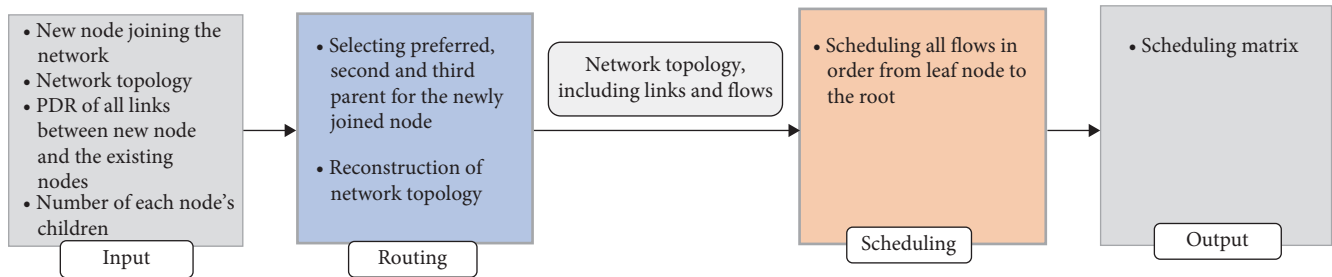 • New node joining the
network
• Network topology
• PDR of all links
between new node
and the existing
nodes
• Number of each node's
children
Input
• Selecting preferred,
second and third
parent for the newly
joined node
• Reconstruction of
network topology
Routing
Network topology,
including links and flows
• Scheduling all flows in
order from leaf node to
the root
Scheduling
• Scheduling matrix
Output